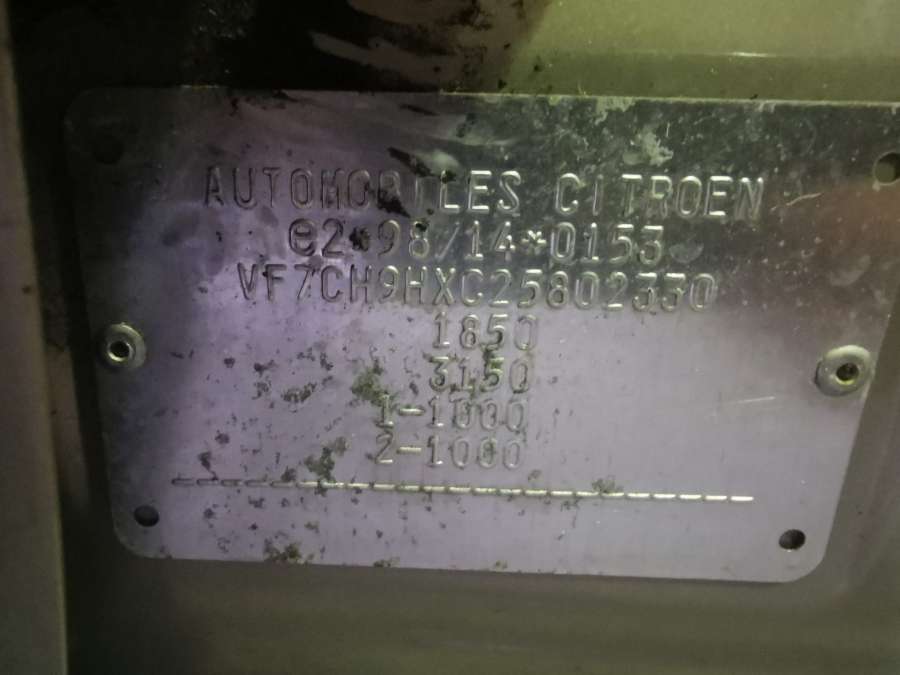 AUTOMOBILES CITROEN
e2*98/14*0153
VF7CH9HXC25802330
1850
3150
1-1000
2-1000